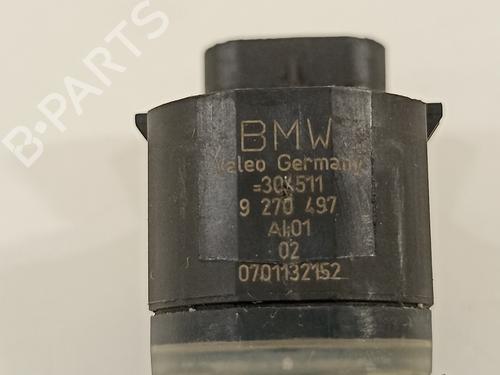 B-PARTS
BMW
Valeo Germany
=304511
9 270 497
AI:01
02
0701132152